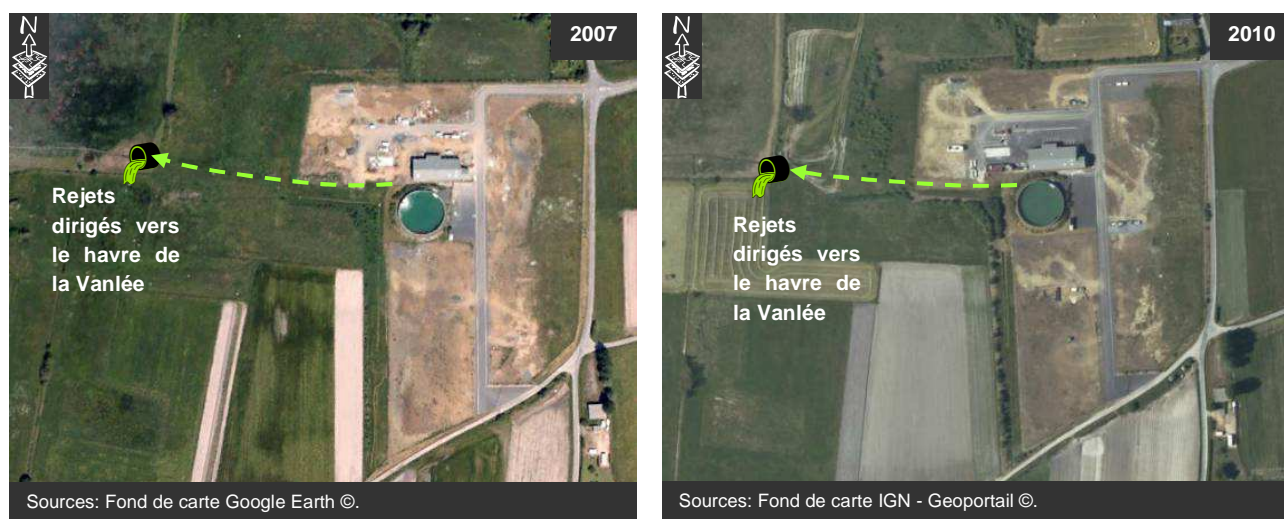 N
2007
Rejets
dirigés vers
le havre de
la Vanlée
Sources: Fond de carte Google Earth ©.
N
2010
Rejets
dirigés vers
le havre de
la Vanlée
Sources: Fond de carte IGN - Geoportail ©.